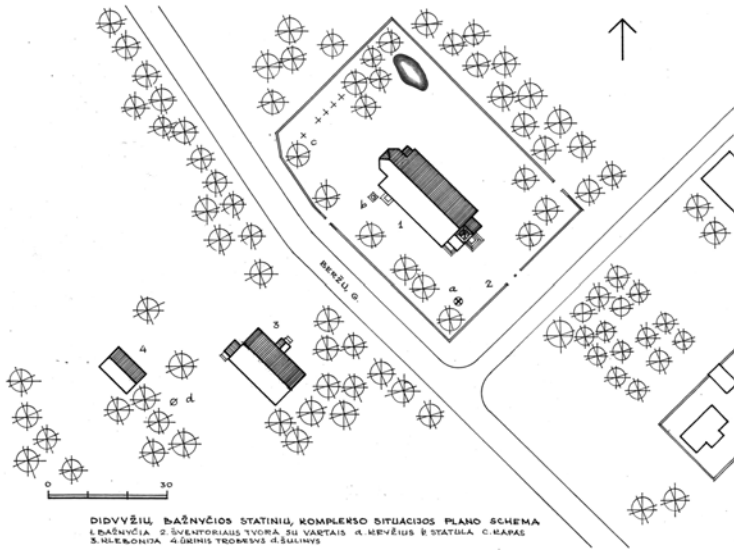 c
b
1
a
2
BERŽŲ G.
3
4
d
0 30
DIDVYŽIŲ BAŽNYČIOS STATINIŲ KOMPLEKSO SITUACIJOS PLANO SCHEMA
1. BAŽNYČIA 2. ŠVENTORIAUS TVORA SU VARTAIS a. KRYŽIUS b. STATULA C. KAPAS
3. KLEBONIJA 4. ŪKINIS TROBESYS d. ŠULINYS